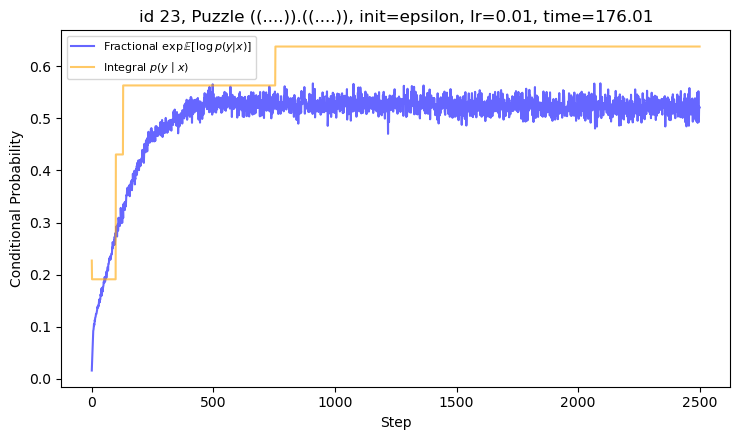 id 23, Puzzle ((....)).((....)), init=epsilon, lr=0.01, time=176.01
Fractional exp𝔼[log p(y|x)]
Integral p(y | x)
Conditional Probability
0.6
0.5
0.4
0.3
0.2
0.1
0.0
0 500 1000 1500 2000 2500
Step